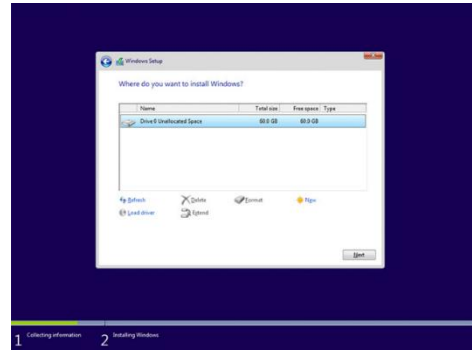 Windows Setup
Where do you want to install Windows?
Name Total size Free space Type
Drive 0 Unallocated Space 60.0 GB 60.0 GB
Refresh Delete Format New
Load driver Extend
Next
1 Collecting information 2 Installing Windows